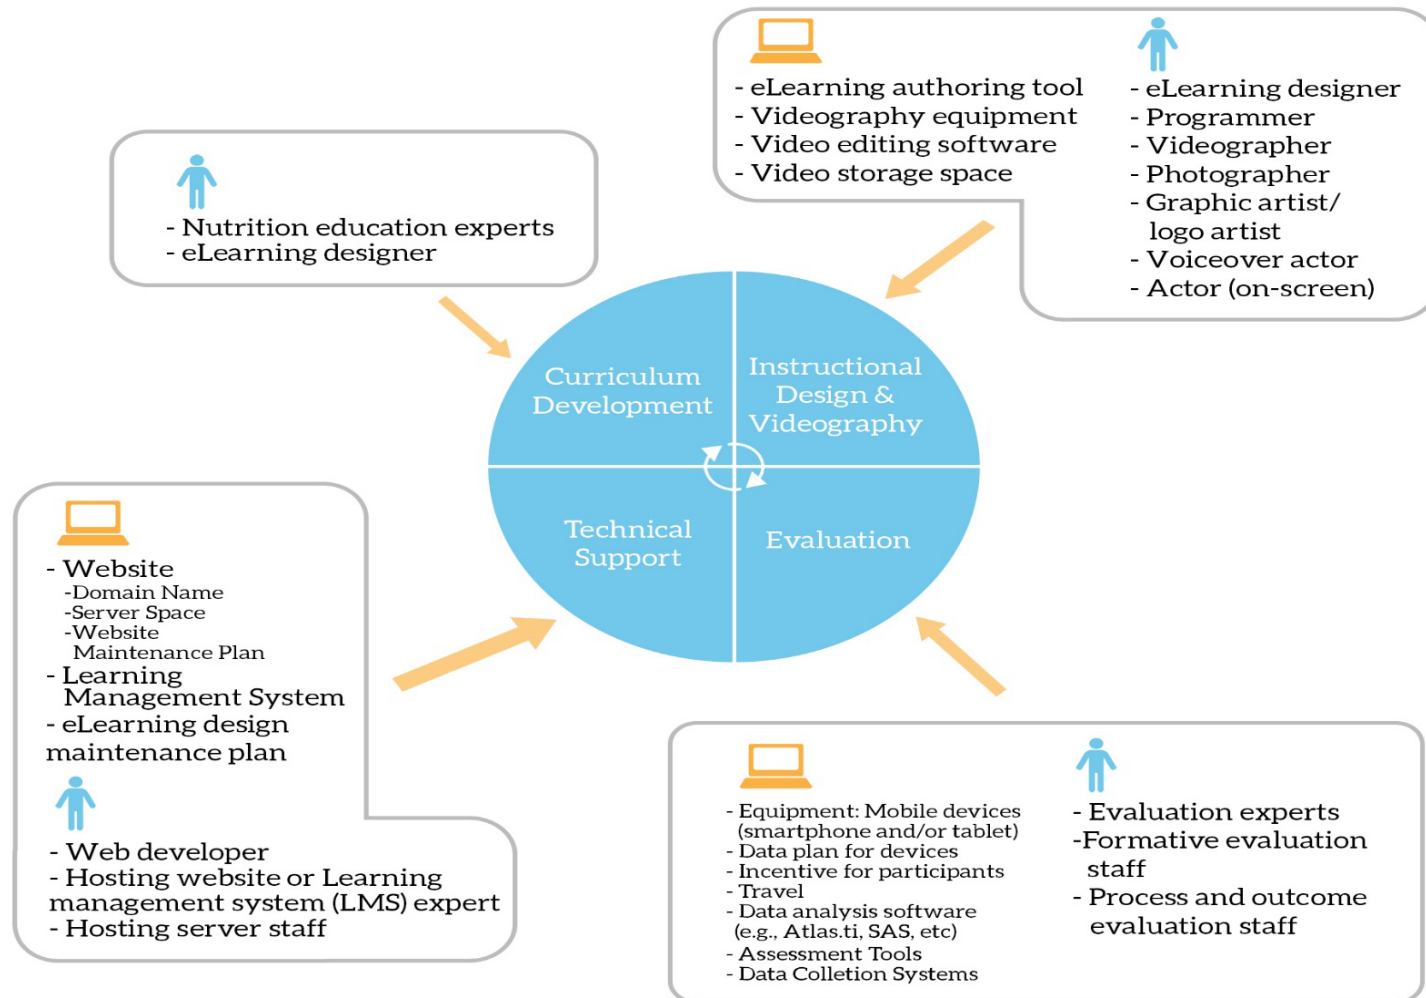 - eLearning authoring tool
- Videography equipment
- Video editing software
- Video storage space
- eLearning designer
- Programmer
- Videographer
- Photographer
- Graphic artist/
logo artist
- Voiceover actor
- Actor (on-screen)
- Nutrition education experts
- eLearning designer
Curriculum
Development
Instructional
Design &
Videography
Technical
Support
Evaluation
- Website
-Domain Name
-Server Space
-Website
Maintenance Plan
- Learning
Management System
- eLearning design
maintenance plan
- Web developer
- Hosting website or Learning
management system (LMS) expert
- Hosting server staff
- Equipment: Mobile devices
(smartphone and/or tablet)
- Data plan for devices
- Incentive for participants
- Travel
- Data analysis software
(e.g., Atlas.ti, SAS, etc)
- Assessment Tools
- Data Colletion Systems
- Evaluation experts
-Formative evaluation
staff
- Process and outcome
evaluation staff